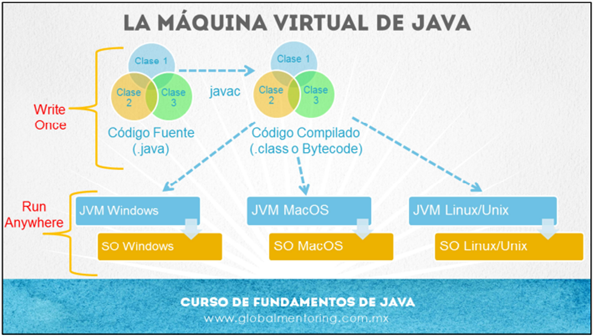 LA MÁQUINA VIRTUAL DE JAVA
Clase 1
Clase
2
Clase
3
javac
Clase 1
Clase
2
Clase
3
Write
Once
Código Fuente
(.java)
Código Compilado
(.class o Bytecode)
Run
Anywhere
JVM Windows
JVM MacOS
JVM Linux/Unix
SO Windows
SO MacOS
SO Linux/Unix
CURSO DE FUNDAMENTOS DE JAVA
www.globalmentoring.com.mx